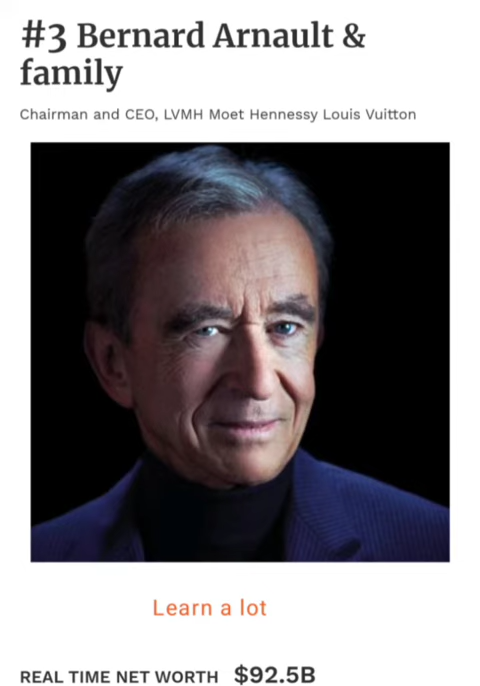 #3 Bernard Arnault &
family
Chairman and CEO, LVMH Moet Hennessy Louis Vuitton
Learn a lot
REAL TIME NET WORTH $92.5B